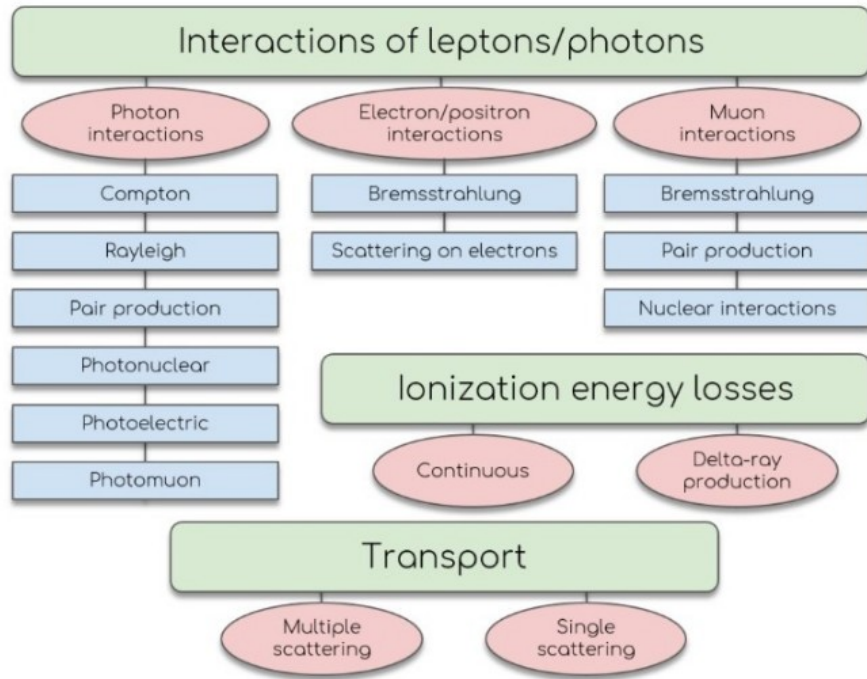 Interactions of leptons/photons
Photon
interactions
Electron/positron
interactions
Muon
interactions
Compton
Rayleigh
Pair production
Photonuclear
Photoelectric
Photomuon
Bremsstrahlung
Scattering on electrons
Bremsstrahlung
Pair production
Nuclear interactions
Ionization energy losses
Continuous
Delta-ray
production
Transport
Multiple
scattering
Single
scattering